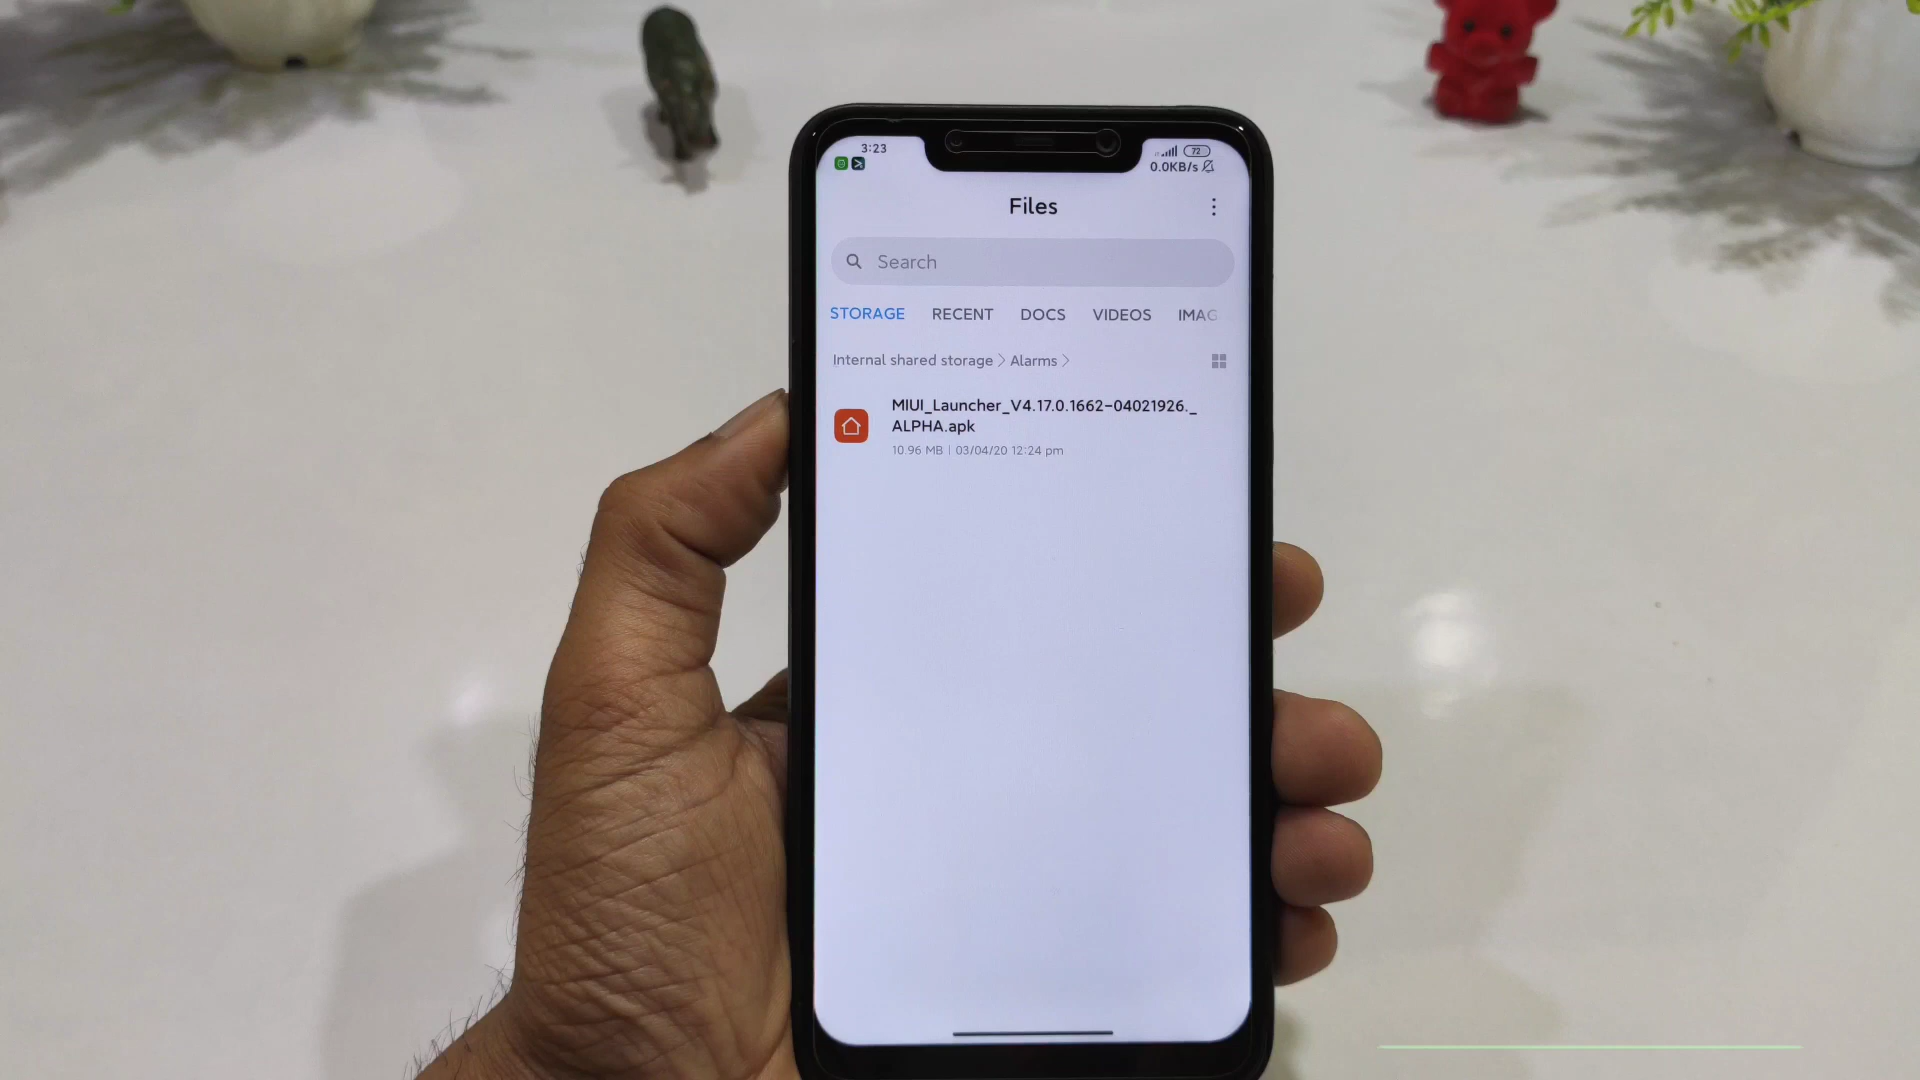 3:23
72
0.0KB/s
Files
Search
STORAGE RECENT DOCS VIDEOS IMAG
Internal shared storage > Alarms >
MIUI_Launcher_V4.17.0.1662-04021926._
ALPHA.apk
10.96 MB | 03/04/20 12:24 pm